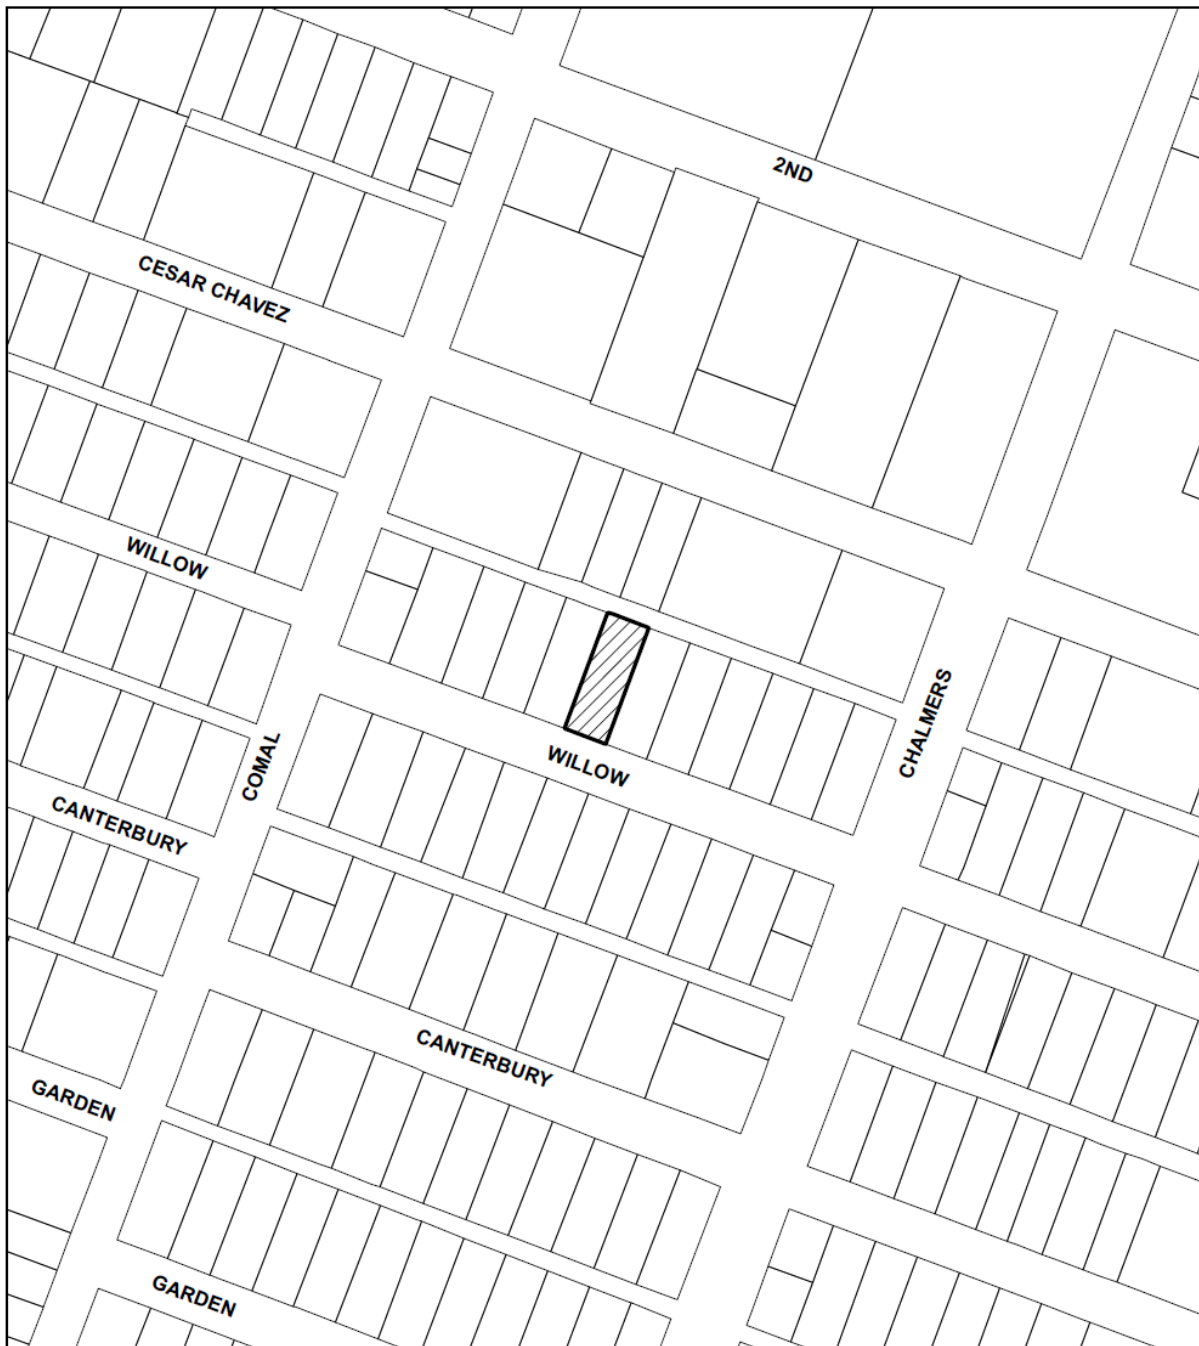 2ND
CESAR CHAVEZ
WILLOW
CHALMERS
WILLOW
COMAL
CANTERBURY
CANTERBURY
GARDEN
GARDEN